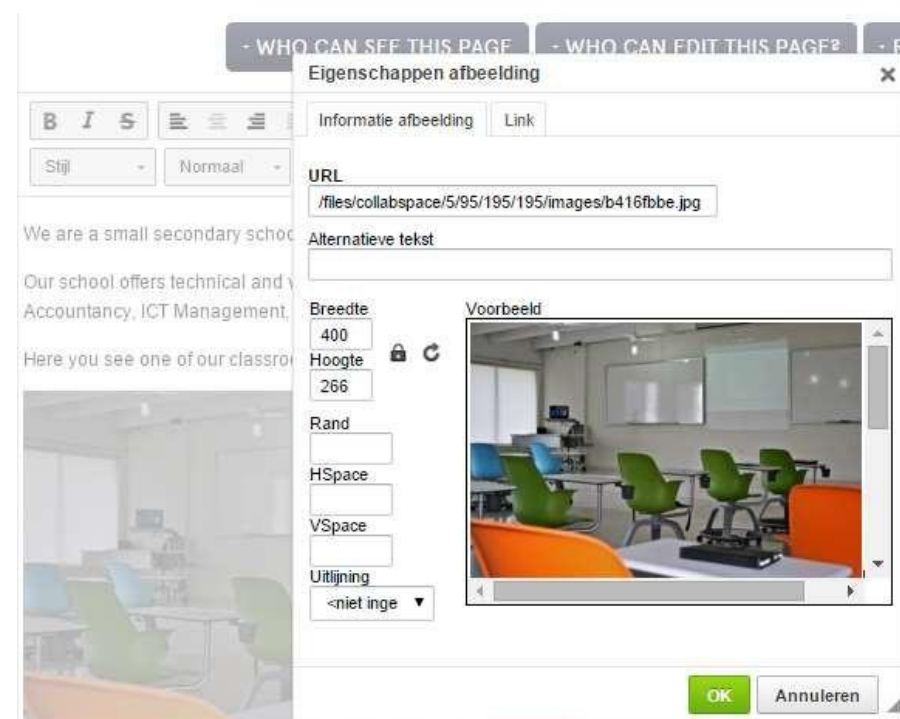 - WHO CAN SEE THIS PAGE
- WHO CAN EDIT THIS PAGE?
Eigenschappen afbeelding
B I S
Stijl
Normaal
Informatie afbeelding
Link
URL
/files/collabspace/5/95/195/195/images/b416fbbe.jpg
Alternatieve tekst
We are a small secondary
Our school offers technical and
Accountancy, ICT Management,
Here you see one of our
Breedte
400
Hoogte
266
Voorbeeld
Rand
HSpace
VSpace
Uitlijning
<niet inge
OK
Annuleren